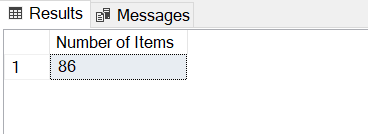 Results Messages
Number of Items
1 86